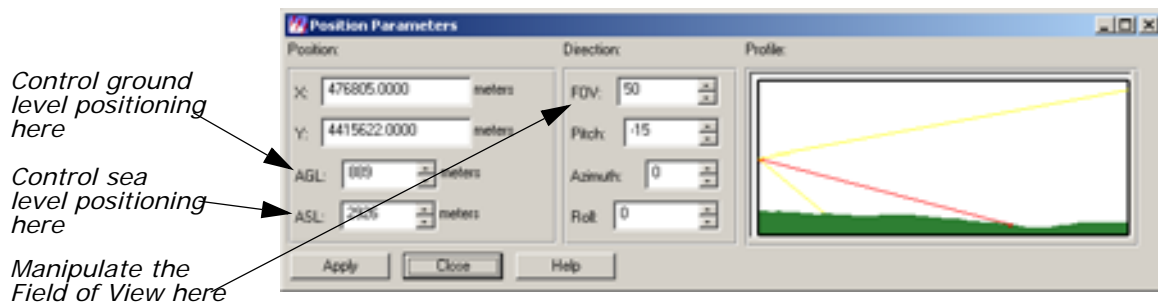 Position Parameters
Position:
Direction:
Profile:
X: 476805.0000 meters
Y: 4415622.0000 meters
AGL: 889 meters
ASL: 2926 meters
FOV: 50
Pitch: -15
Azimuth: 0
Roll: 0
Apply
Close
Help
Control ground
level positioning
here
Control sea
level positioning
here
Manipulate the
Field of View here